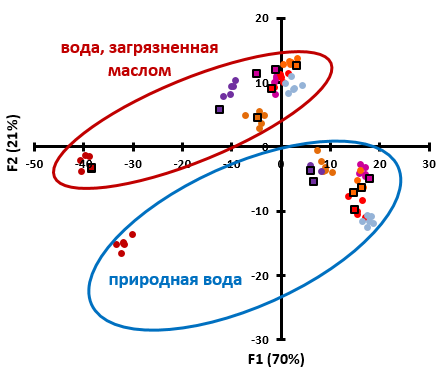 20
вода, загрязненная
маслом
10
F2 (21%)
0
-50 -40 -30 -20 -10 0 10 20 30
-10
-20
природная вода
-30
F1 (70%)